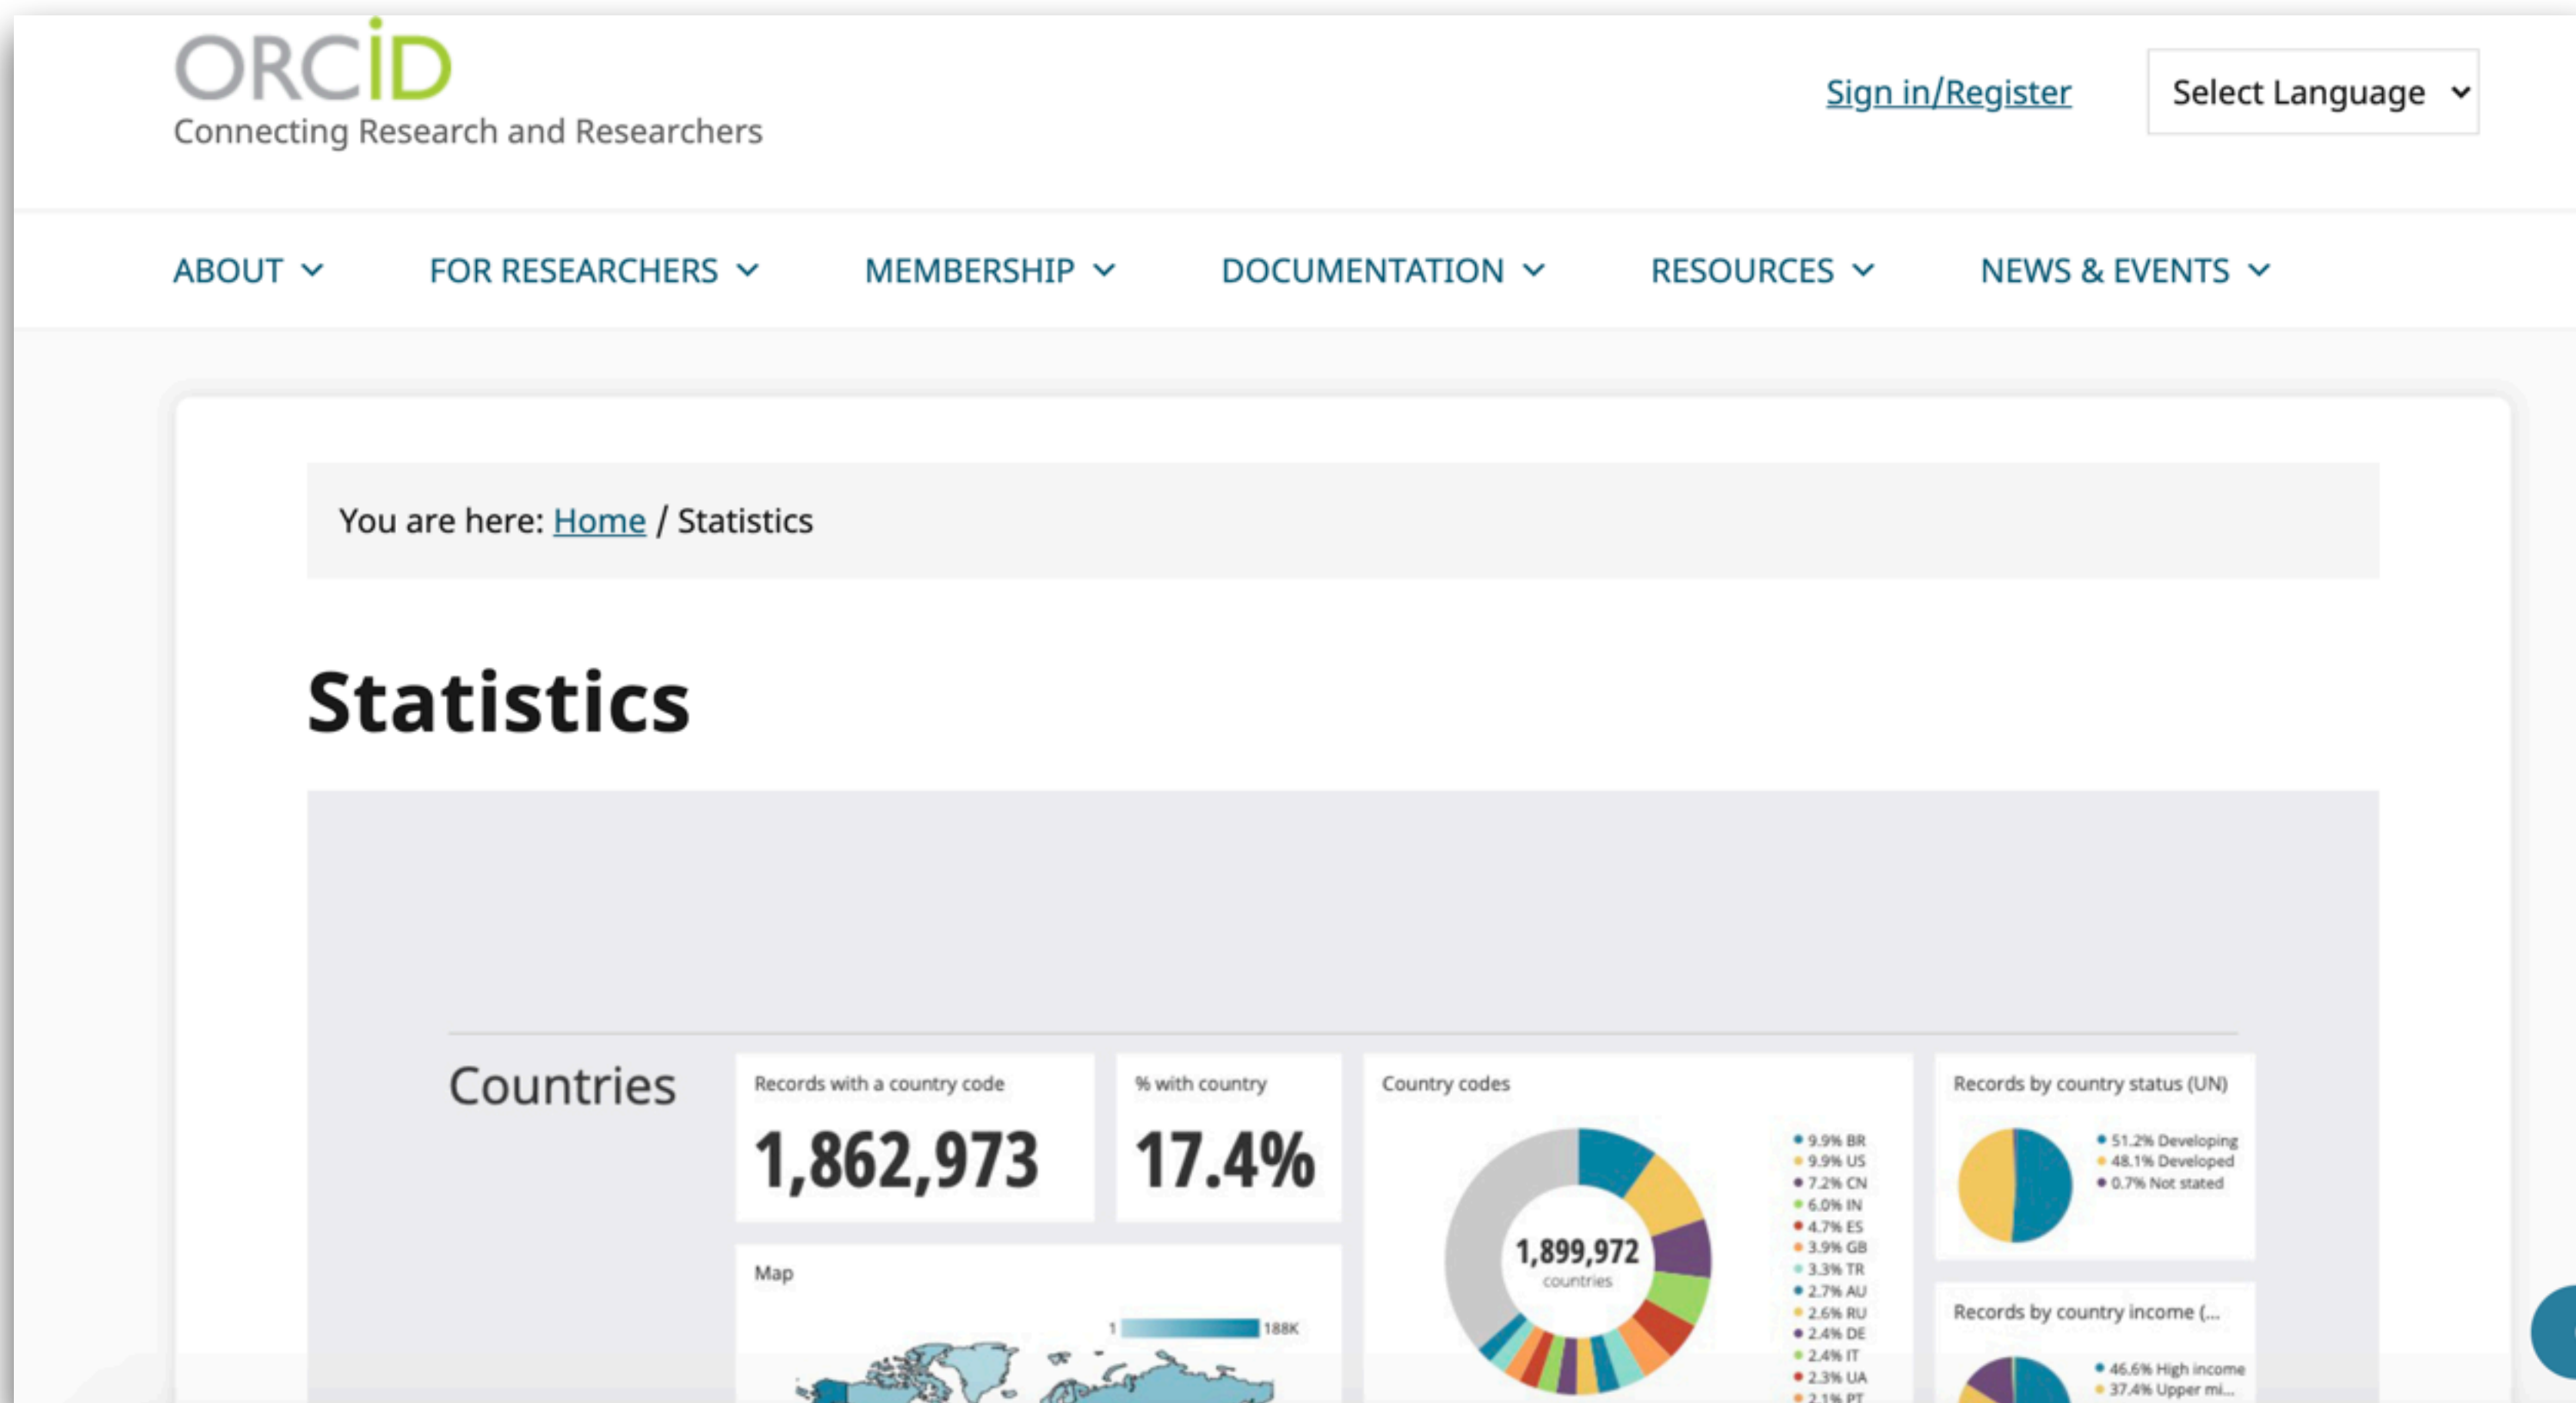 ORCiD
Connecting Research and Researchers
Sign in/Register
Select Language
ABOUT
FOR RESEARCHERS
MEMBERSHIP
DOCUMENTATION
RESOURCES
NEWS & EVENTS
You are here: Home / Statistics
Statistics
Countries
Records with a country code
1,862,973
% with country
17.4%
Map
1
188K
Country codes
1,899,972
countries
9.9% BR
9.9% US
7.2% CN
6.0% IN
4.7% ES
3.9% GB
3.3% TR
2.7% AU
2.6% RU
2.4% DE
2.4% IT
2.3% UA
2.1% PT
Records by country status (UN)
51.2% Developing
48.1% Developed
0.7% Not stated
Records by country income (...
46.6% High income
37.4% Upper mi...